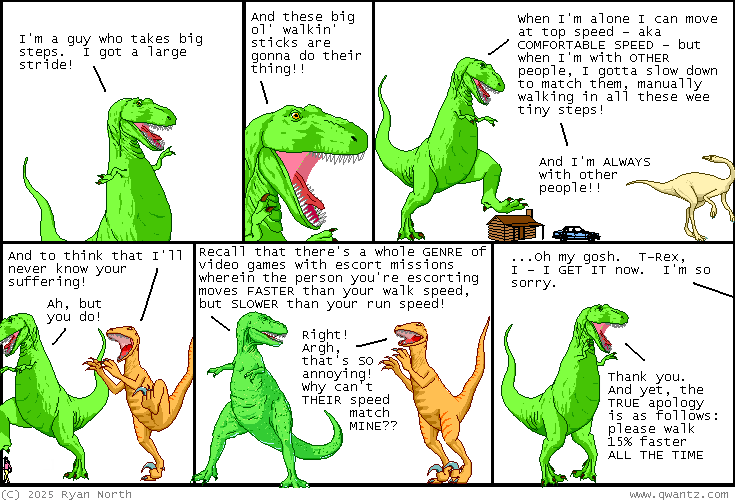 I'm a guy who takes big
steps. I got a large
stride!
And these big
ol' walkin'
sticks are
gonna do their
thing!!
When I'm alone I can move
at top speed - aka
COMFORTABLE SPEED - but
when I'm with OTHER
people, I gotta slow down
to match them, manually
walking in all these wee
tiny steps!
And I'm ALWAYS
with other
people!!
And to think that I'll
never know your
suffering!
Ah, but
you do!
Recall that there's a whole GENRE of
video games with escort missions
wherein the person you're escorting
moves FASTER than your walk speed,
but SLOWER than your run speed!
Right!
Argh,
that's SO
annoying!
Why can't
THEIR speed
match
MINE??
...Oh my gosh. T-Rex,
I - I GET IT now. I'm so
sorry.
Thank you.
And yet, the
TRUE apology
is as follows:
please walk
15% faster
ALL THE TIME
(C) 2025 Ryan North
www.qwantz.com